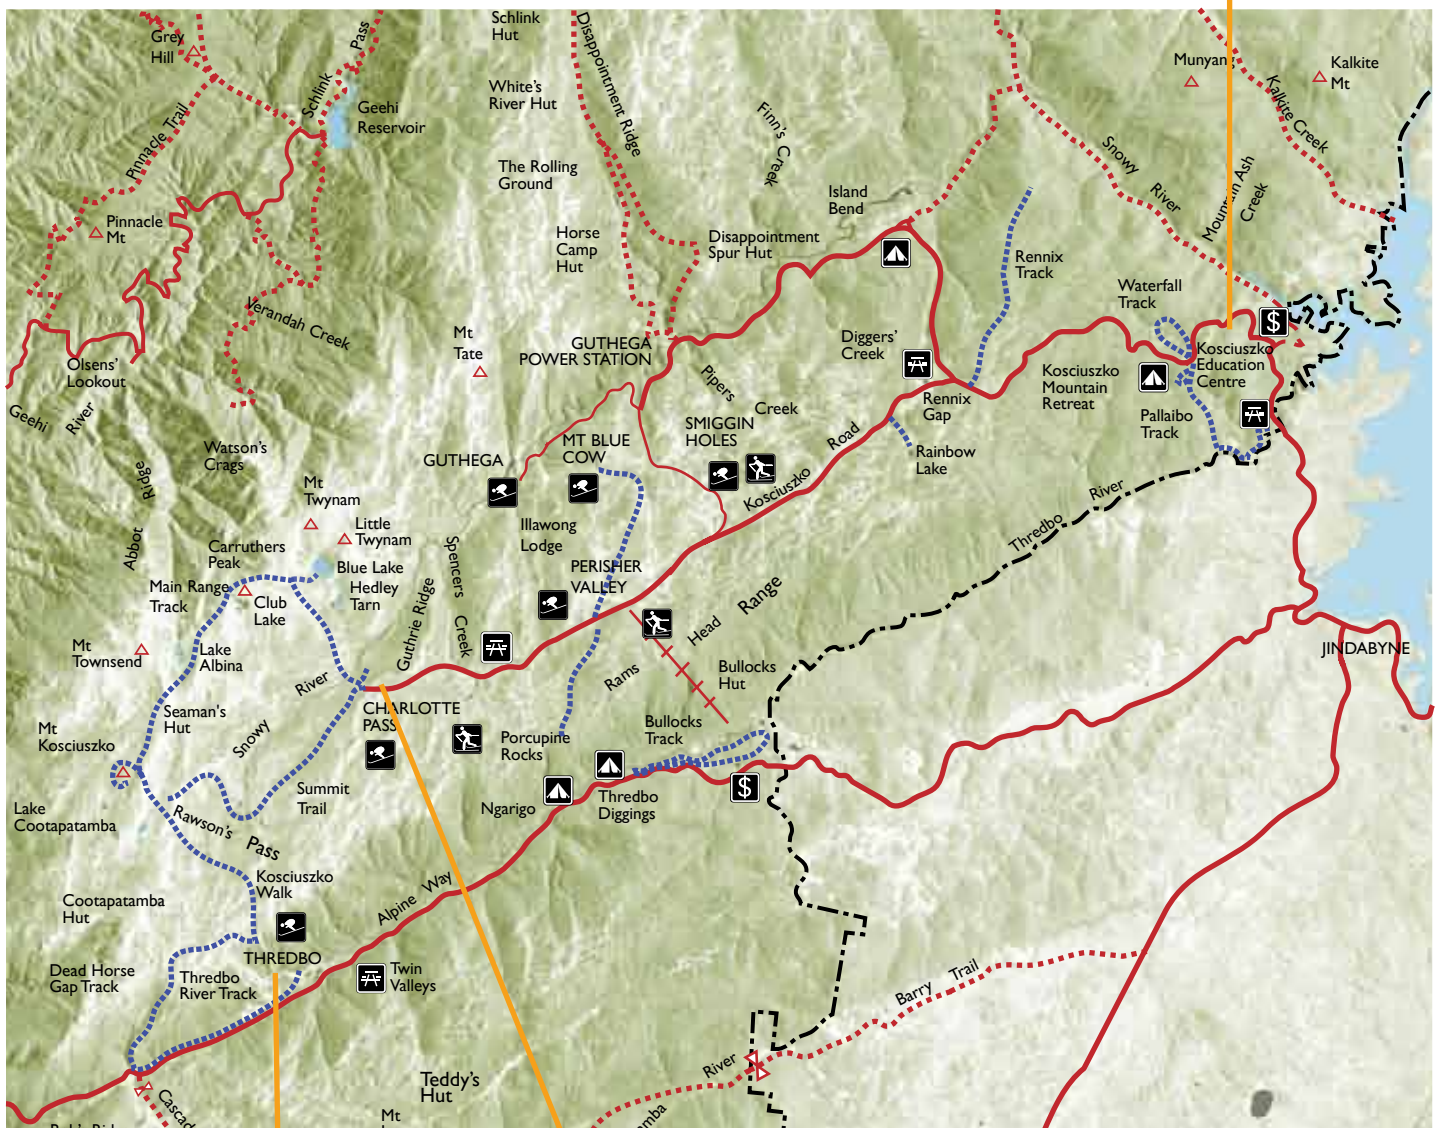 Schlink
Hut
Grey
Hill
Pass
Schlink
Disappointment Ridge
Munyang
Kalkite
Mt
Kalkite Creek
White's
River Hut
Geehi
Reservoir
Pinnacle Trail
Finn's Creek
Snowy
River
Mountain Ash
Creek
The Rolling
Ground
Island
Bend
Pinnacle
Mt
Horse
Camp
Hut
Disappointment
Spur Hut
Rennix
Track
Waterfall
Track
Verandah Creek
Mt
Tate
GUTHEGA
POWER STATION
Diggers'
Creek
$
Kosciuszko
Education
Centre
Olsens'
Lookout
Geehi
River
Pipers
Creek
Rennix
Gap
Kosciuszko
Mountain
Retreat
Pallaibo
Track
SMIGGIN
HOLES
MT BLUE
COW
GUTHEGA
Kosciuszko
Road
Rainbow
Lake
Watson's
Crags
Abbot
Ridge
Mt
Twynam
Little
Twynam
Thredbo
River
Illawong
Lodge
Carruthers
Peak
Blue Lake
Hedley
Tarn
Main Range
Track
Club
Lake
Spencers
Creek
Guthrie Ridge
PERISHER
VALLEY
Rams
Head
Range
Mt
Townsend
Lake
Albina
JINDABYNE
Bullocks
Hut
Snowy
River
Seaman's
Hut
CHARLOTTE
PASS
Bullocks
Track
Mt
Kosciuszko
Porcupine
Rocks
Summit
Trail
Ngarigo
Thredbo
Diggings
$
Lake
Cootapatamba
Rawson's
Pass
Kosciuszko
Walk
Alpine Way
Cootapatamba
Hut
THREDBO
Dead Horse
Gap Track
Thredbo
River Track
Twin
Valleys
Barry
Trail
River
Teddy's
Hut
Mt
Cascad
amba